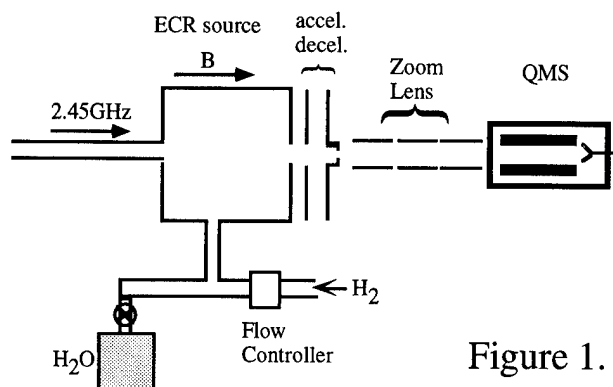 ECR source
accel.
decel.
B
Zoom
Lens
QMS
2.45GHz
H₂
Flow
Controller
H₂O
Figure 1.